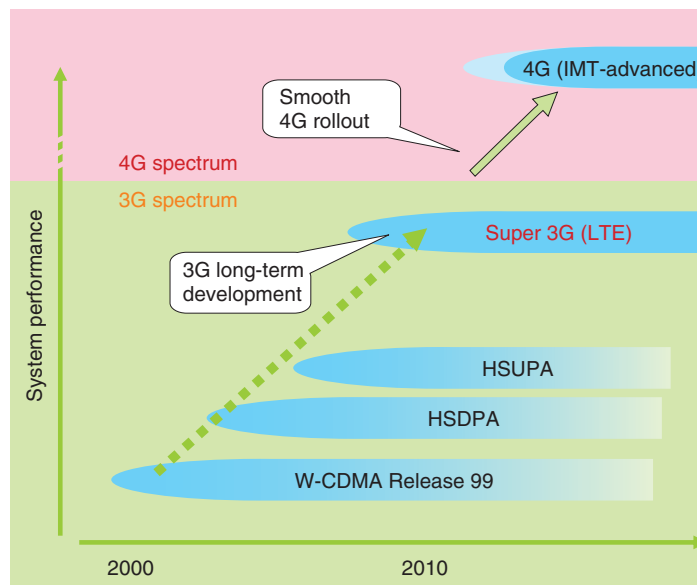 4G (IMT-advanced
Smooth
4G rollout
4G spectrum
3G spectrum
Super 3G (LTE)
3G long-term
development
System performance
HSUPA
HSDPA
W-CDMA Release 99
2000
2010